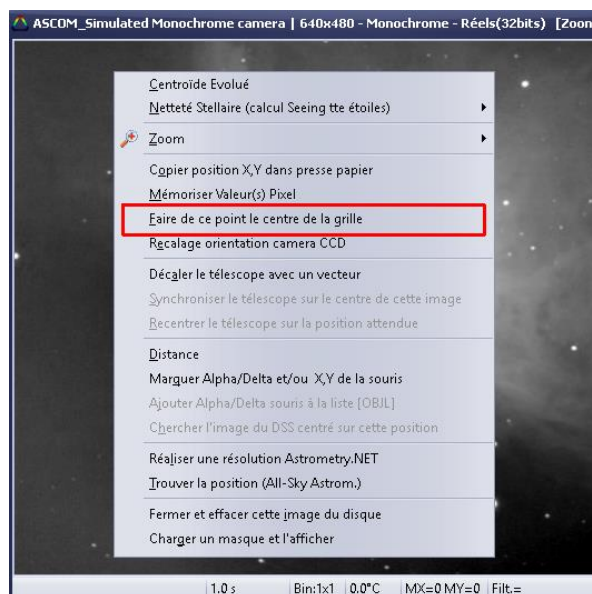 ASCOM_Simulated Monochrome camera | 640x480 - Monochrome - Réels(32bits) [Zoon
Centroïde Evolué
Netteté Stellaire (calcul Seeing tte étoiles)
Zoom
Copier position X,Y dans presse papier
Mémoriser Valeur(s) Pixel
Faire de ce point le centre de la grille
Recalage orientation camera CCD
Décaler le télescope avec un vecteur
Synchroniser le télescope sur le centre de cette image
Recentrer le télescope sur la position attendue
Distance
Marquer Alpha/Delta et/ou X,Y de la souris
Ajouter Alpha/Delta souris à la liste [OBJL]
Chercher l'image du DSS centré sur cette position
Réaliser une résolution Astrometry.NET
Trouver la position (All-Sky Astrom.)
Fermer et effacer cette image du disque
Charger un masque et l'afficher
1.0 s Bin:1x1 0.0°C MX=0 MY=0 Filt.=